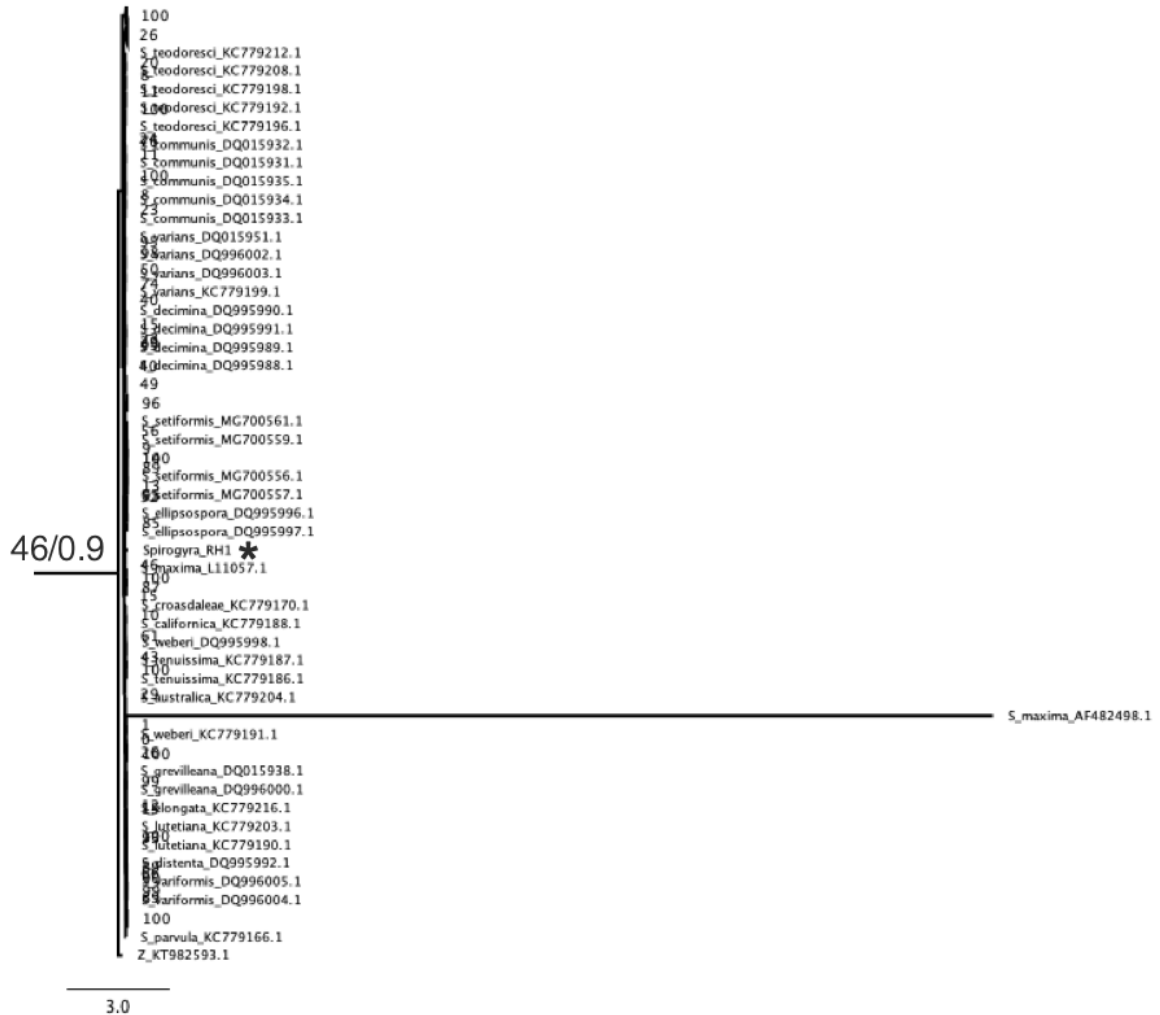 100
26
S_teodoresci_KC779212.1
S_teodoresci_KC779208.1
S_teodoresci_KC779198.1
S_teodoresci_KC779192.1
S_teodoresci_KC779196.1
S_communis_DQ015932.1
11
S_communis_DQ015931.1
100
S_communis_DQ015935.1
S_communis_DQ015934.1
23
S_communis_DQ015933.1
S_varians_DQ015951.1
S_varians_DQ996002.1
S_varians_DQ996003.1
S_varians_KC779199.1
S_decimina_DQ995990.1
S_decimina_DQ995991.1
S_decimina_DQ995989.1
S_decimina_DQ995988.1
49
96
S_setiformis_MG700561.1
56
S_setiformis_MG700559.1
S_setiformis_MG700556.1
S_setiformis_MG700557.1
S_ellipsospora_DQ995996.1
85
S_ellipsospora_DQ995997.1
46/0.9
Spirogyra_RH1 *
S_maxima_L11057.1
100
S_croasdaleae_KC779170.1
10
S_californica_KC779188.1
S_weberi_DQ995998.1
S_tenuissima_KC779187.1
100
S_tenuissima_KC779186.1
S_australica_KC779204.1
S_maxima_AF482498.1
S_weberi_KC779191.1
S_grevilleana_DQ015938.1
99
S_grevilleana_DQ996000.1
S_elongata_KC779216.1
S_lutetiana_KC779203.1
S_lutetiana_KC779190.1
S_distenta_DQ995992.1
S_variformis_DQ996005.1
S_variformis_DQ996004.1
100
S_parvula_KC779166.1
Z_KT982593.1
3.0